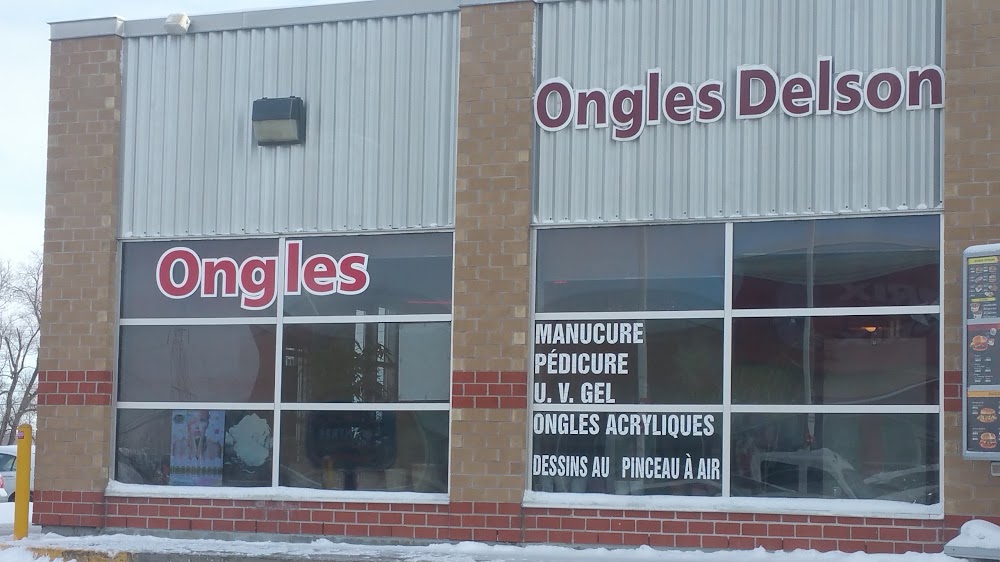 Ongles Delson
Ongles
MANUCURE
PÉDICURE
U. V. GEL
ONGLES ACRYLIQUES
DESSINS AU PINCEAU À AIR